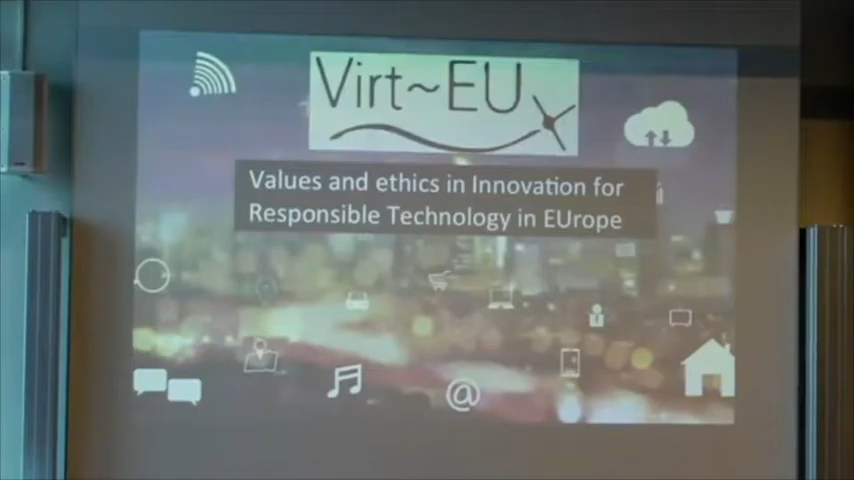 Virt~EU
Values and ethics in Innovation for
Responsible Technology in EUrope
@